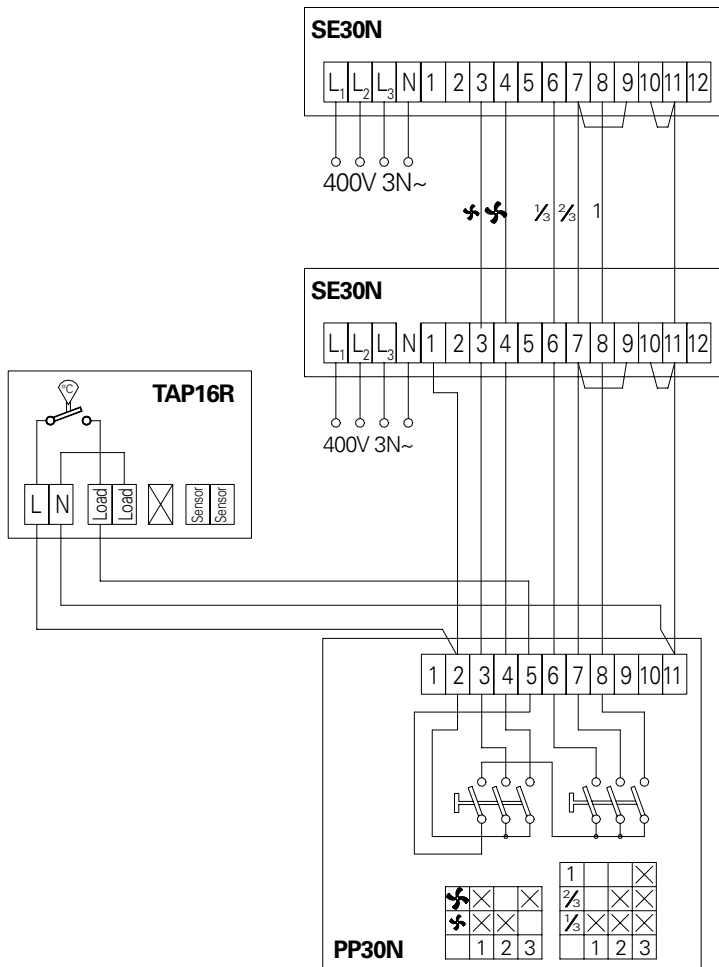 SE30N
L₁ L₂ L₃ N 1 2 3 4 5 6 7 8 9 10 11 12
400V 3N~
⅓ ⅔ 1
SE30N
L₁ L₂ L₃ N 1 2 3 4 5 6 7 8 9 10 11 12
400V 3N~
TAP16R
°C
L N Load Load Sensor Sensor
1 2 3 4 5 6 7 8 9 10 11
1
⅔
⅓
1 2 3
1 2 3
PP30N